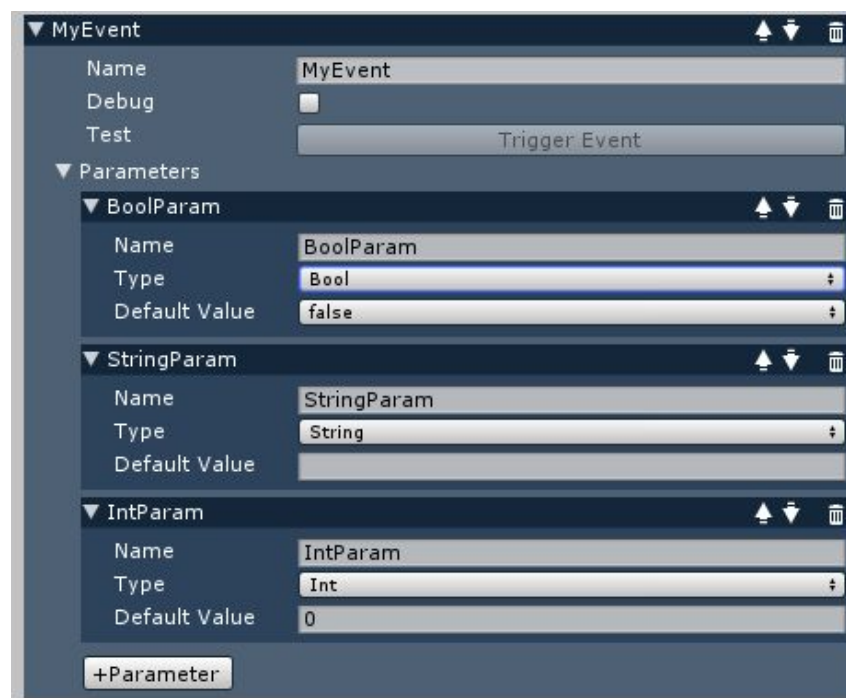 MyEvent
Name MyEvent
Debug
Test Trigger Event
Parameters
BoolParam
Name BoolParam
Type Bool
Default Value false
StringParam
Name StringParam
Type String
Default Value
IntParam
Name IntParam
Type Int
Default Value 0
+Parameter